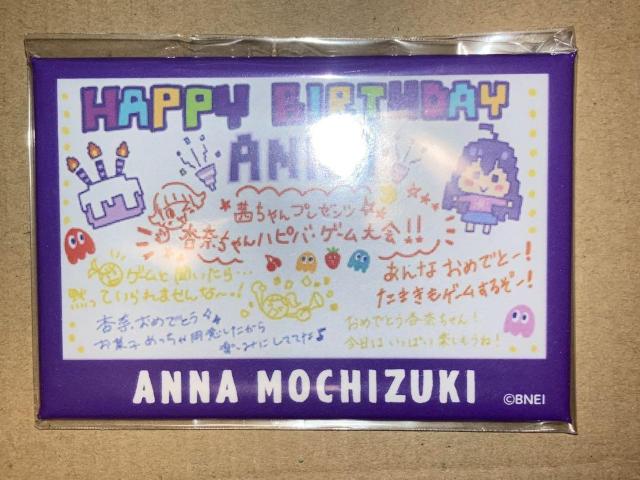 HAPPY BIRTHDAY
ANNA
茜ちゃんプレゼンツ
杏奈ちゃんハピバ・ゲーム大会!!
ゲームと聞いたら…
黙っていられませんな〜!
あんなおめでとー!
たまきもゲームするぞー!
杏奈、おめでとう
お菓子めっちゃ用意したから
楽しみにしててな♪
おめでとう杏奈ちゃん!
今日はいっぱい楽しもうね!
ANNA MOCHIZUKI
©BNEI